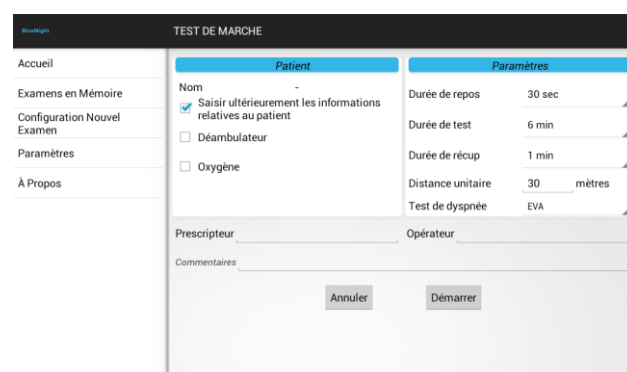 BlueNight
TEST DE MARCHE
Accueil
Examens en Mémoire
Configuration Nouvel
Examen
Paramètres
À Propos
Patient
Nom -
Saisir ultérieurement les informations
relatives au patient
Déambulateur
Oxygène
Paramètres
Durée de repos 30 sec
Durée de test 6 min
Durée de récup 1 min
Distance unitaire 30 mètres
Test de dyspnée EVA
Prescripteur Opérateur
Commentaires
Annuler Démarrer